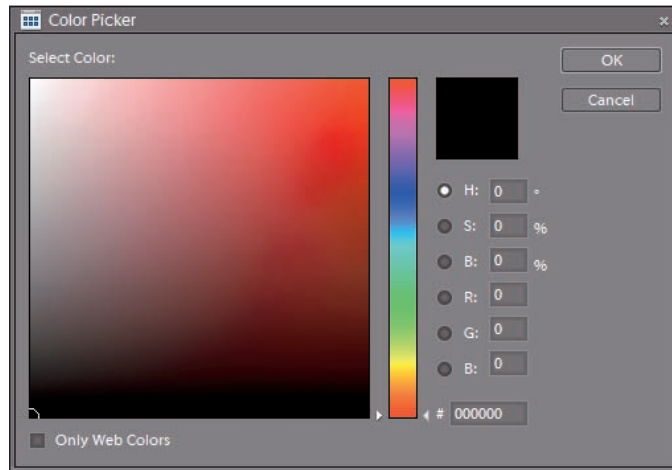 Color Picker
Select Color:
OK
Cancel
H: 0 °
S: 0 %
B: 0 %
R: 0
G: 0
B: 0
# 000000
Only Web Colors